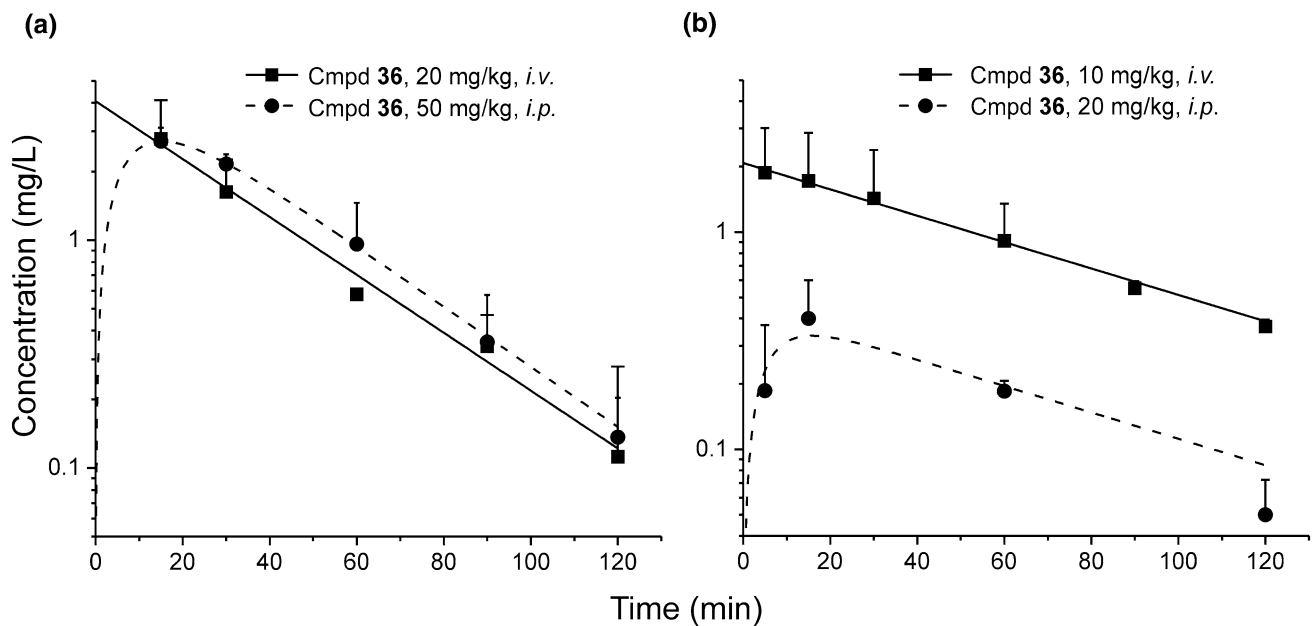 (a)
Cmpd 36, 20 mg/kg, i.v.
Cmpd 36, 50 mg/kg, i.p.
Concentration (mg/L)
1
0.1
0 20 40 60 80 100 120
(b)
Cmpd 36, 10 mg/kg, i.v.
Cmpd 36, 20 mg/kg, i.p.
1
0.1
0 20 40 60 80 100 120
Time (min)